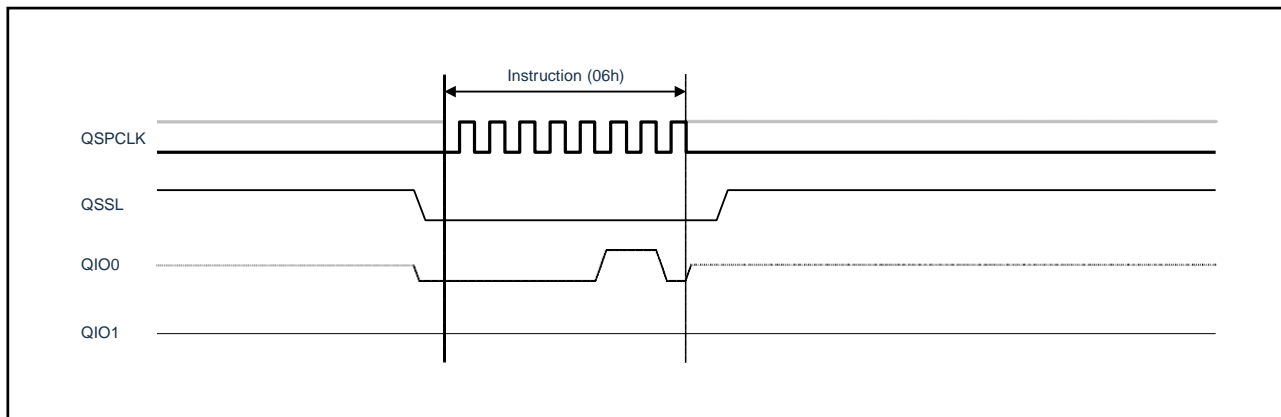 Instruction (06h)
QSPCLK
QSSL
QIO0
QIO1